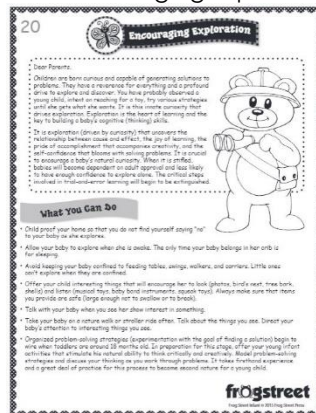 20
Encouraging Exploration
Dear Parents:
Children are born curious and capable of generating solutions to
problems. They have a reverence for everything and a profound
drive to explore and discover. You have probably observed a
young child, intent on reaching for a toy, try various strategies
until she gets what she wants. It is this innate curiosity that
drives exploration. Exploration is the heart of learning and the
key to building a baby's cognitive (thinking) skills.
It is exploration (driven by curiosity) that uncovers the
relationship between cause and effect, the joy of learning, the
pride of accomplishment that accompanies creativity, and the
self-confidence that blooms with solving problems. It is crucial
to encourage a baby's natural curiosity. When it is stifled,
babies will become dependent on adult approval and less likely
to have enough confidence to explore alone. The critical steps
involved in trial-and-error learning will begin to be extinguished.
What You Can Do
• Child proof your home so that you do not find yourself saying "no"
to your baby as she explores.
• Allow your baby to explore when she is awake. The only time your baby belongs in her crib is
for sleeping.
• Avoid keeping your baby confined to feeding tables, swings, walkers, and carriers. Little ones
can't explore when they are confined.
• Offer your child interesting things that will encourage her to look (photos, bird's nest, tree bark,
shells) and listen (musical toys, baby band instruments, squeak toys). Always make sure that items
you provide are safe (large enough not to swallow or to break).
• Talk with your baby when you see her show interest in something.
• Take your baby on a nature walk or stroller ride often. Talk about the things you see. Direct your
baby's attention to interesting things you see.
• Organized problem-solving strategies (experimentation with the goal of finding a solution) begin to
wire when toddlers are around 18 months old. In preparation for this stage, offer your young infant
activities that stimulate his natural ability to think critically and creatively. Model problem-solving
strategies and discuss your thinking as you work through problems. It takes firsthand experience
and a great deal of practice for this process to become second nature for a young child.
frogstreet